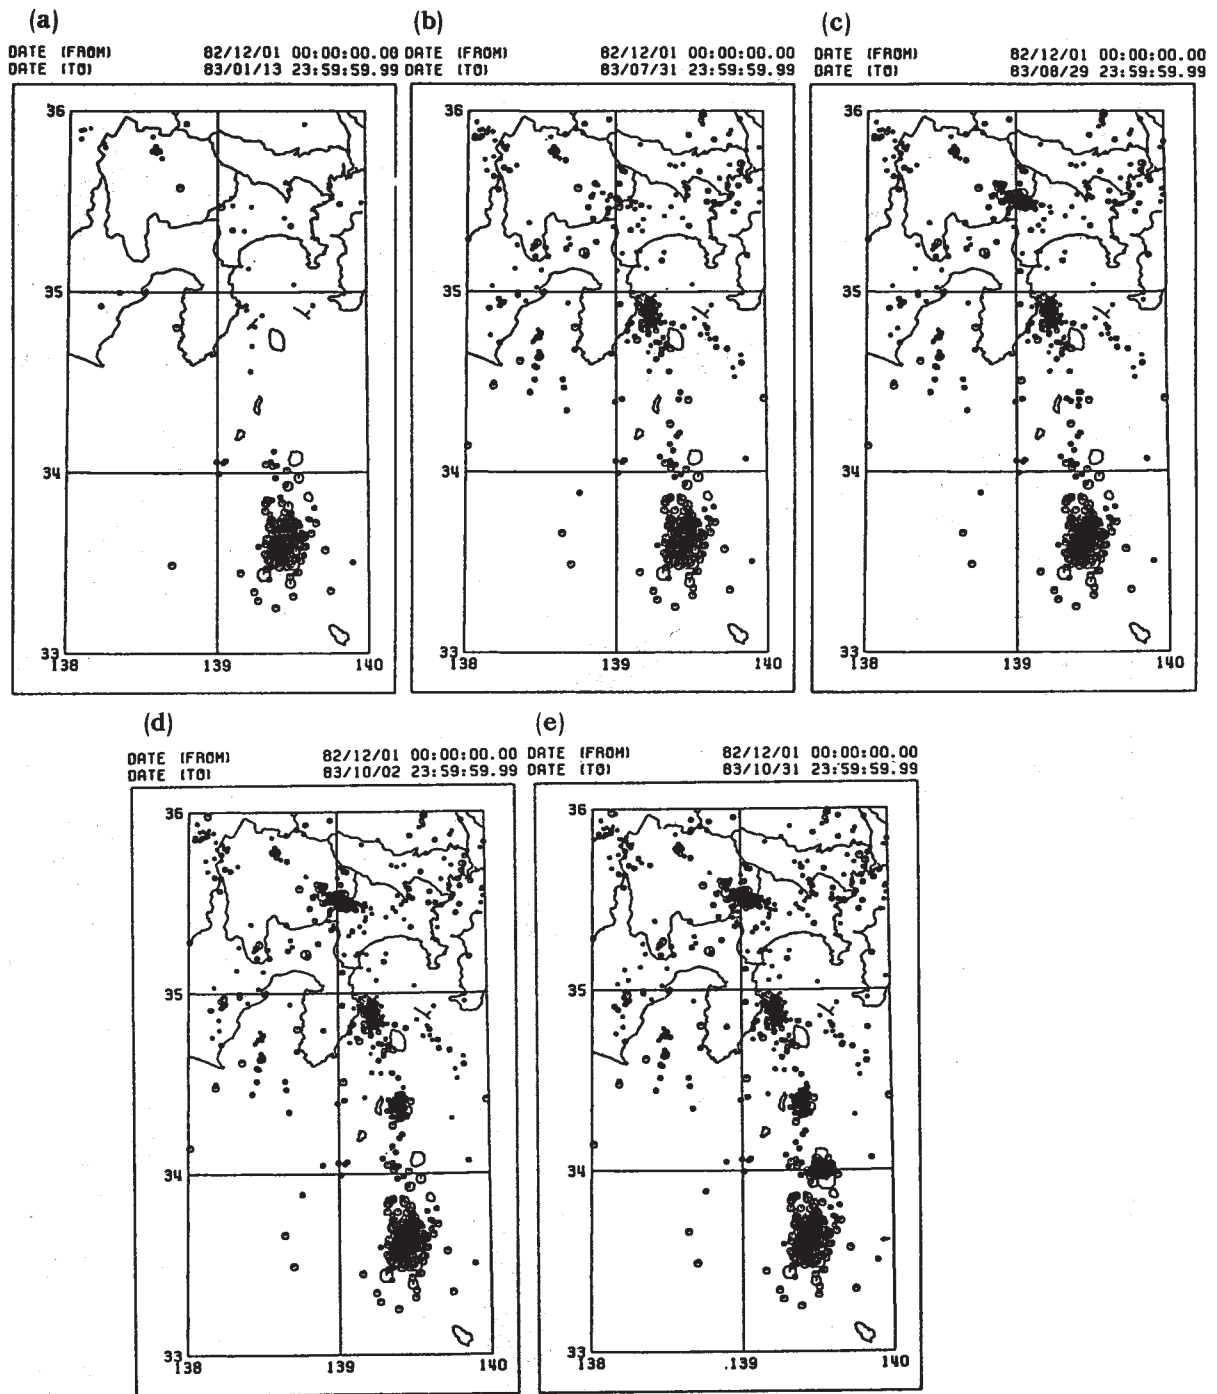 (a)
DATE (FROM) 82/12/01 00:00:00.00
DATE (TO) 83/01/13 23:59:59.99
36
35
34
33
138 139 140
(b)
DATE (FROM) 82/12/01 00:00:00.00
DATE (TO) 83/07/31 23:59:59.99
36
35
34
33
138 139 140
(c)
DATE (FROM) 82/12/01 00:00:00.00
DATE (TO) 83/08/29 23:59:59.99
36
35
34
33
138 139 140
(d)
DATE (FROM) 82/12/01 00:00:00.00
DATE (TO) 83/10/02 23:59:59.99
36
35
34
33
138 139 140
(e)
DATE (FROM) 82/12/01 00:00:00.00
DATE (TO) 83/10/31 23:59:59.99
36
35
34
33
138 139 140